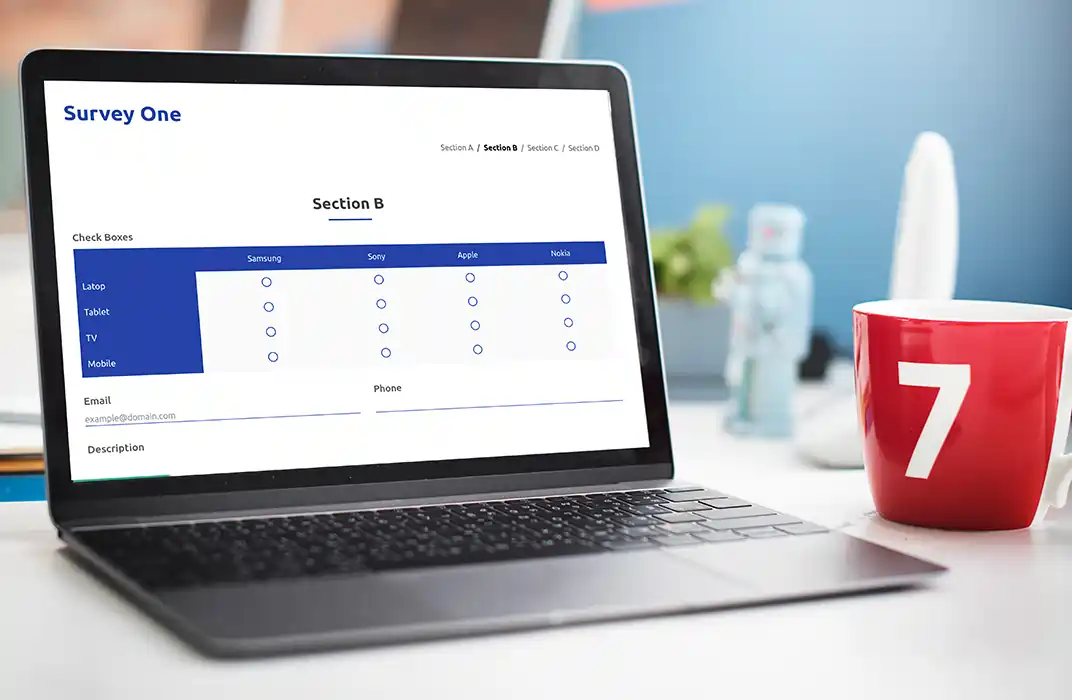 Survey One
Section A / Section B / Section C / Section D
Section B
Check Boxes
Samsung Sony Apple Nokia
Latop
Tablet
TV
Mobile
Email Phone
example@domain.com
Description
7